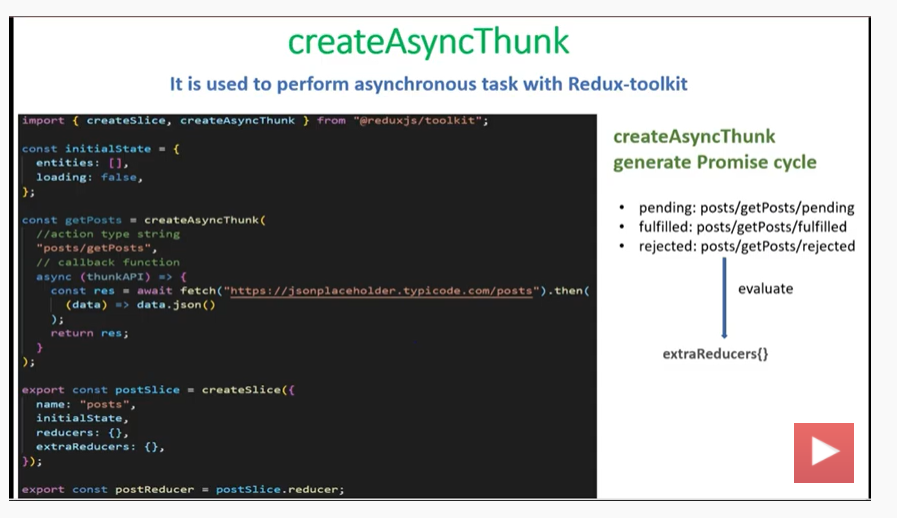 createAsyncThunk
It is used to perform asynchronous task with Redux-toolkit
import { createSlice, createAsyncThunk } from "@reduxjs/toolkit";
const initialState = {
  entities: [],
  loading: false,
};
const getPosts = createAsyncThunk(
  //action type string
  "posts/getPosts",
  // callback function
  async (thunkAPI) => {
    const res = await fetch("https://jsonplaceholder.typicode.com/posts").then(
      (data) => data.json()
    );
    return res;
  }
);
export const postSlice = createSlice({
  name: "posts",
  initialState,
  reducers: {},
  extraReducers: {},
});
export const postReducer = postSlice.reducer;
createAsyncThunk
generate Promise cycle
• pending: posts/getPosts/pending
• fulfilled: posts/getPosts/fulfilled
• rejected: posts/getPosts/rejected
evaluate
extraReducers{}